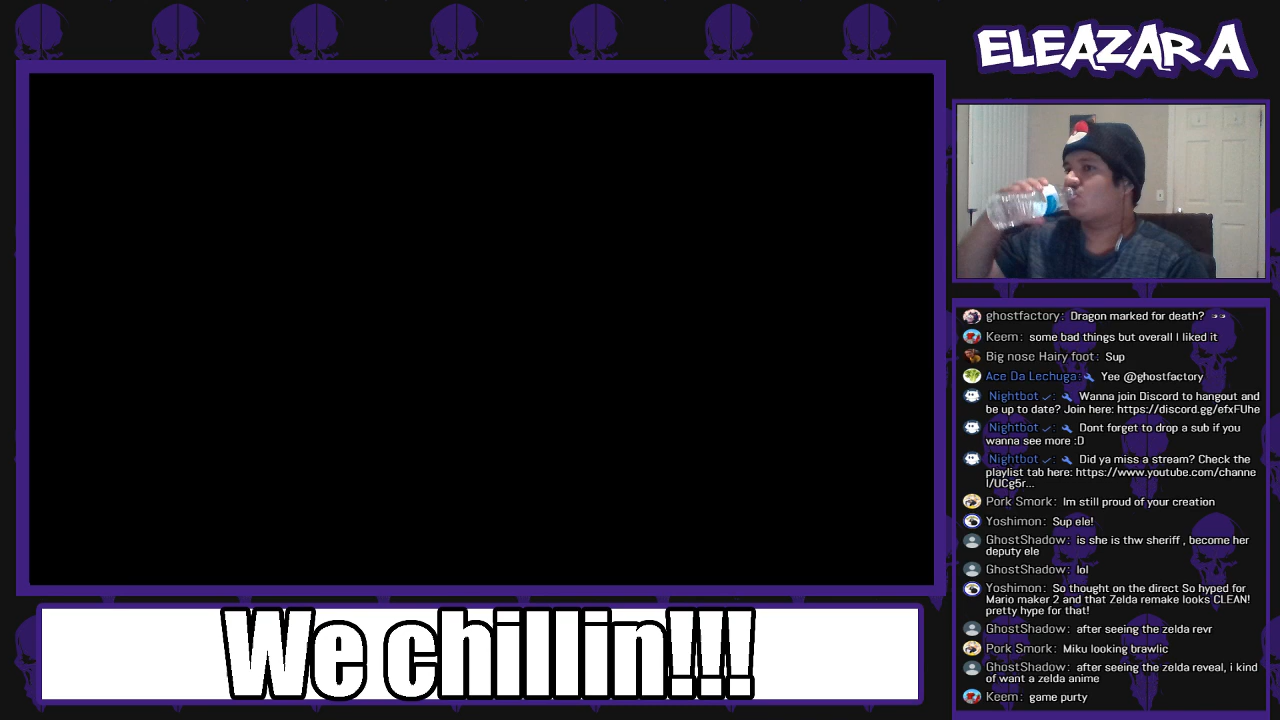 ELEAZAR A
ghostfactory: Dragon marked for death?
Keem: some bad things but overall I liked it
Big nose Hairy foot: Sup
Ace Da Lechuga: Yee @ghostfactory
Nightbot: Wanna join Discord to hangout and
be up to date? Join here: https://discord.gg/efxFUhe
Nightbot: Dont forget to drop a sub if you
wanna see more :D
Nightbot: Did ya miss a stream? Check the
playlist tab here: https://www.youtube.com/channe
l/UCg5r...
Pork Smork: Im still proud of your creation
Yoshimon: Sup ele!
GhostShadow: is she is thw sheriff , become her
deputy ele
GhostShadow: lol
Yoshimon: So thought on the direct So hyped for
Mario maker 2 and that Zelda remake looks CLEAN!
pretty hype for that!
GhostShadow: after seeing the zelda revr
Pork Smork: Miku looking brawlic
GhostShadow: after seeing the zelda reveal, i kind
of want a zelda anime
Keem: game purty
We chillin!!!